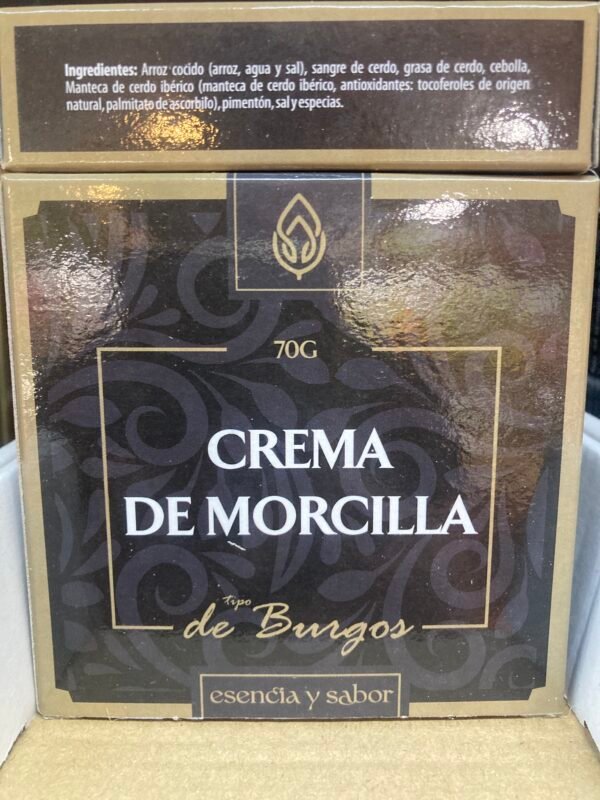 Ingredientes: Arroz cocido (arroz, agua y sal), sangre de cerdo, grasa de cerdo, cebolla,
Manteca de cerdo ibérico (manteca de cerdo ibérico, antioxidantes: tocoferoles de origen
natural, palmitato de ascorbilo), pimentón, sal y especias.
70G
CREMA
DE MORCILLA
tipo
de Burgos
esencia y sabor